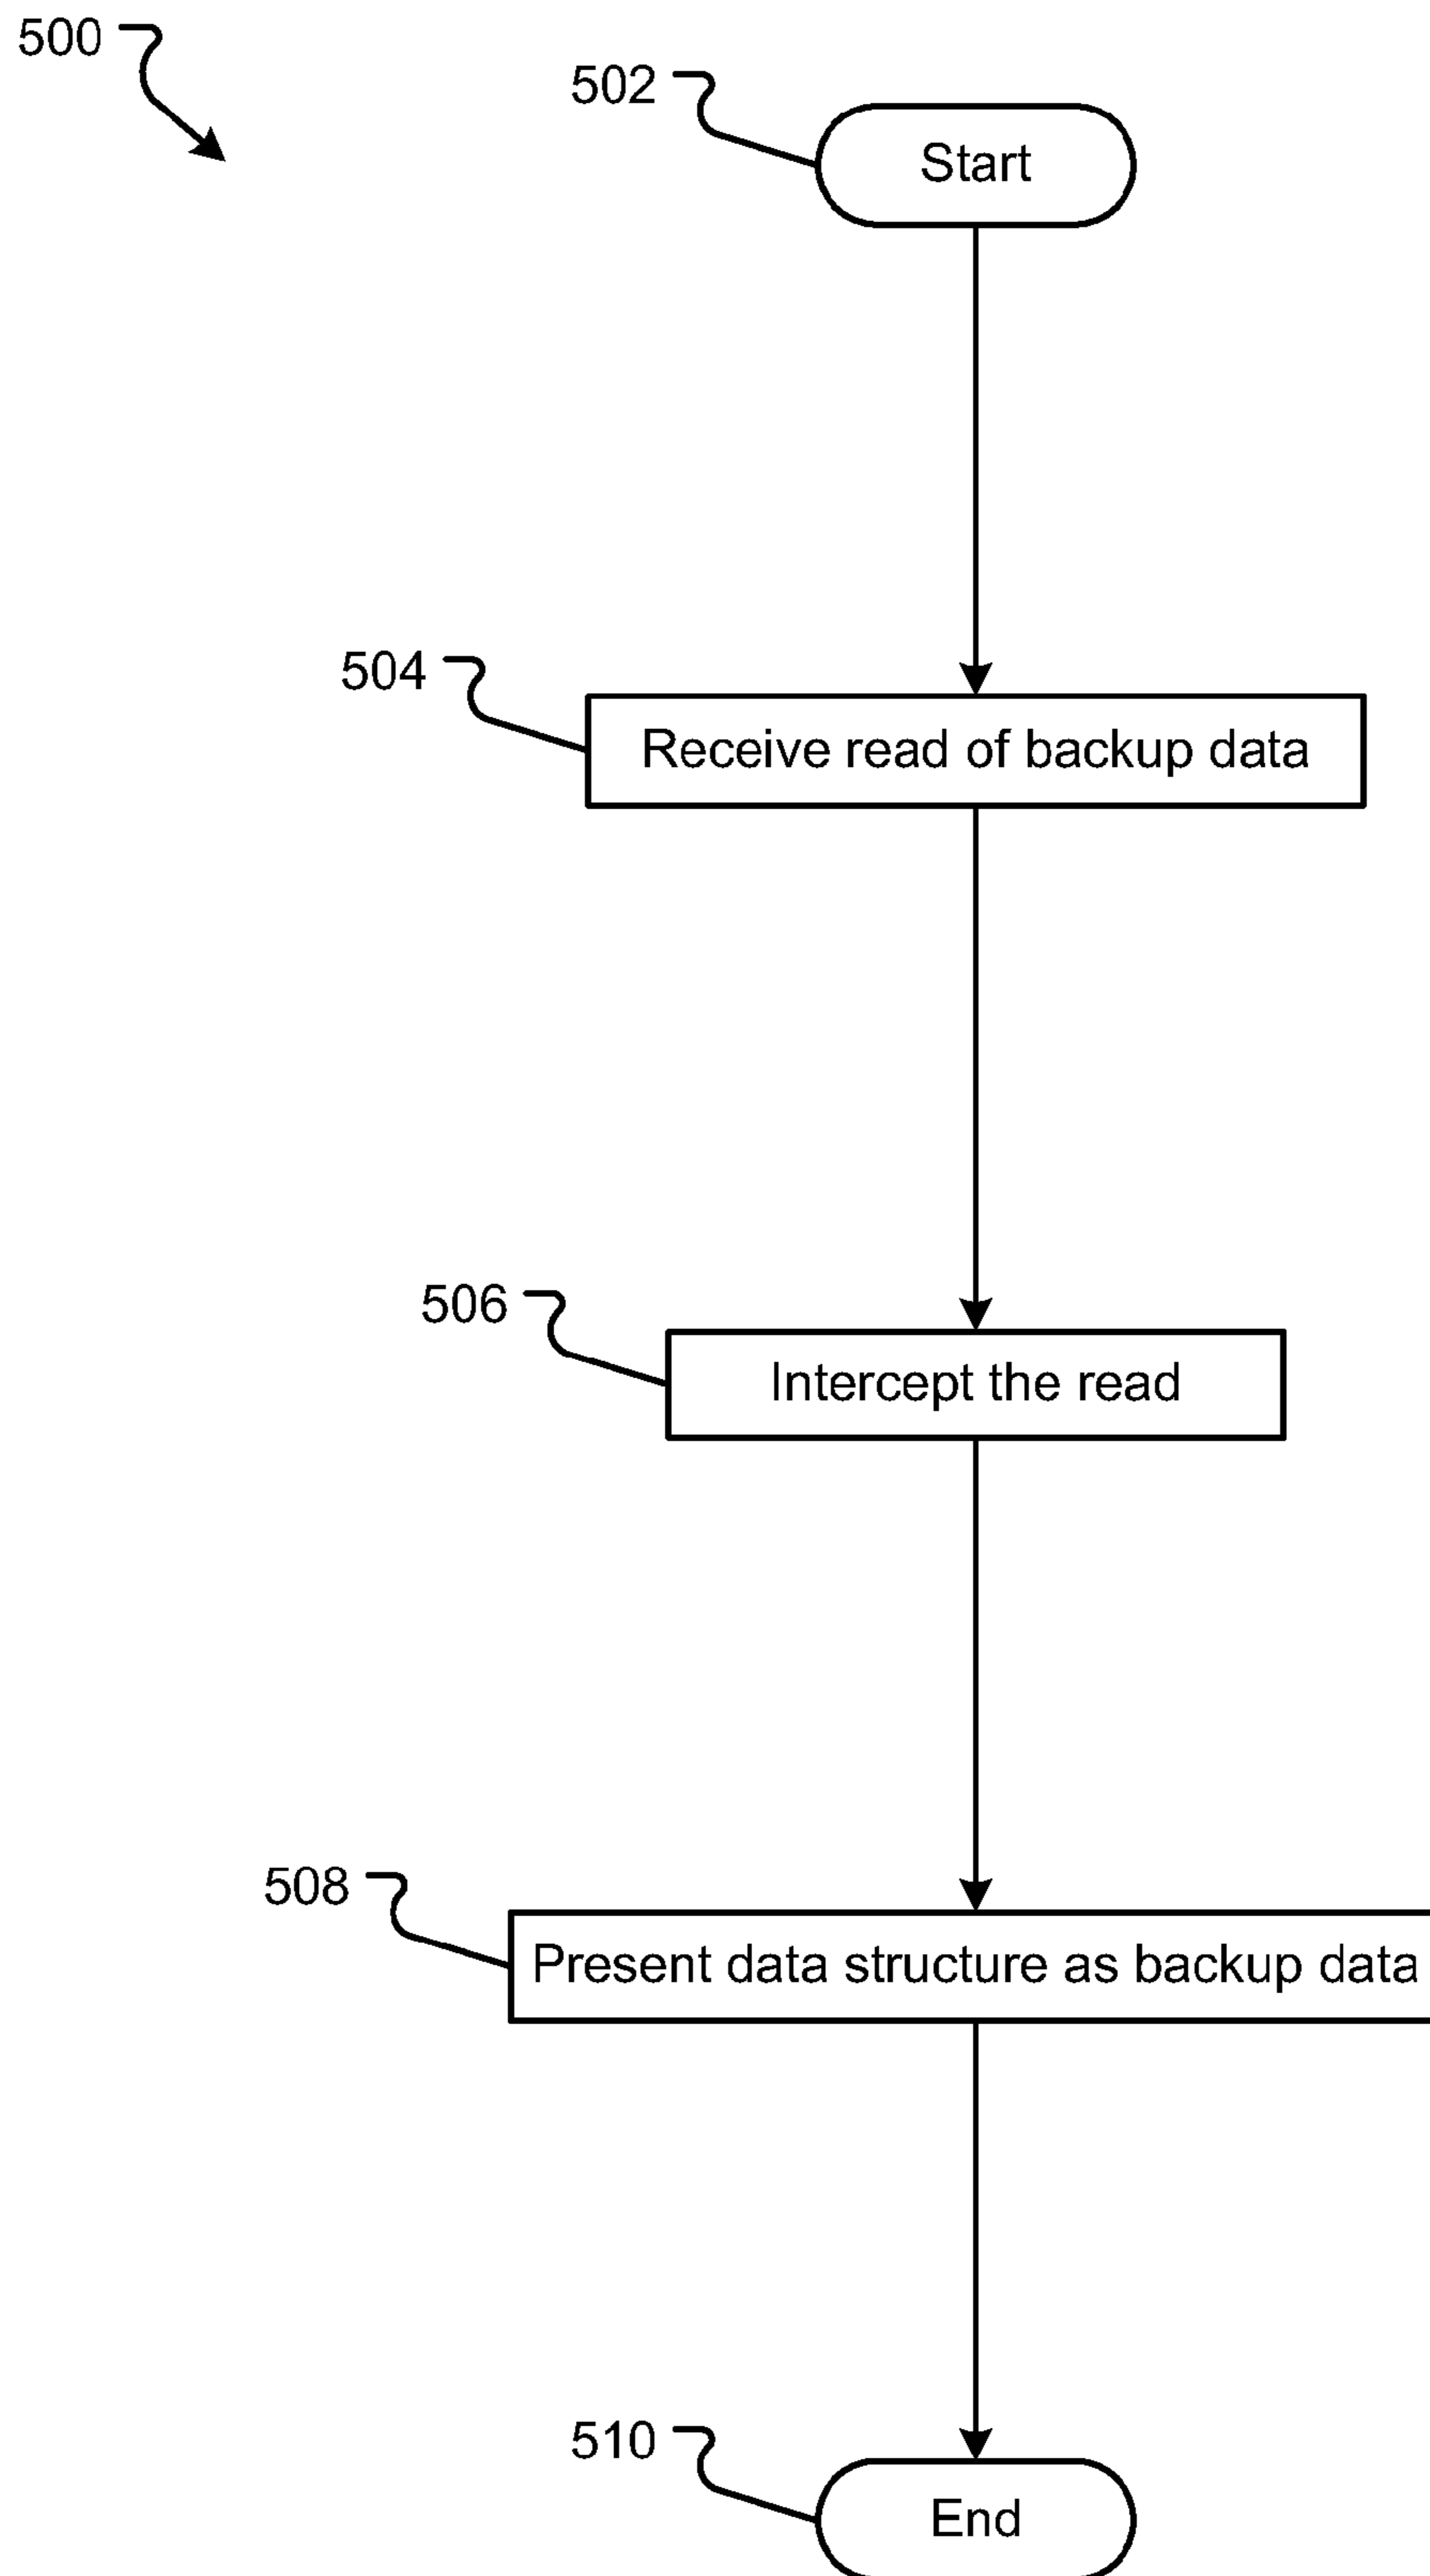 500
502
Start
504
Receive read of backup data
506
Intercept the read
508
Present data structure as backup data
510
End